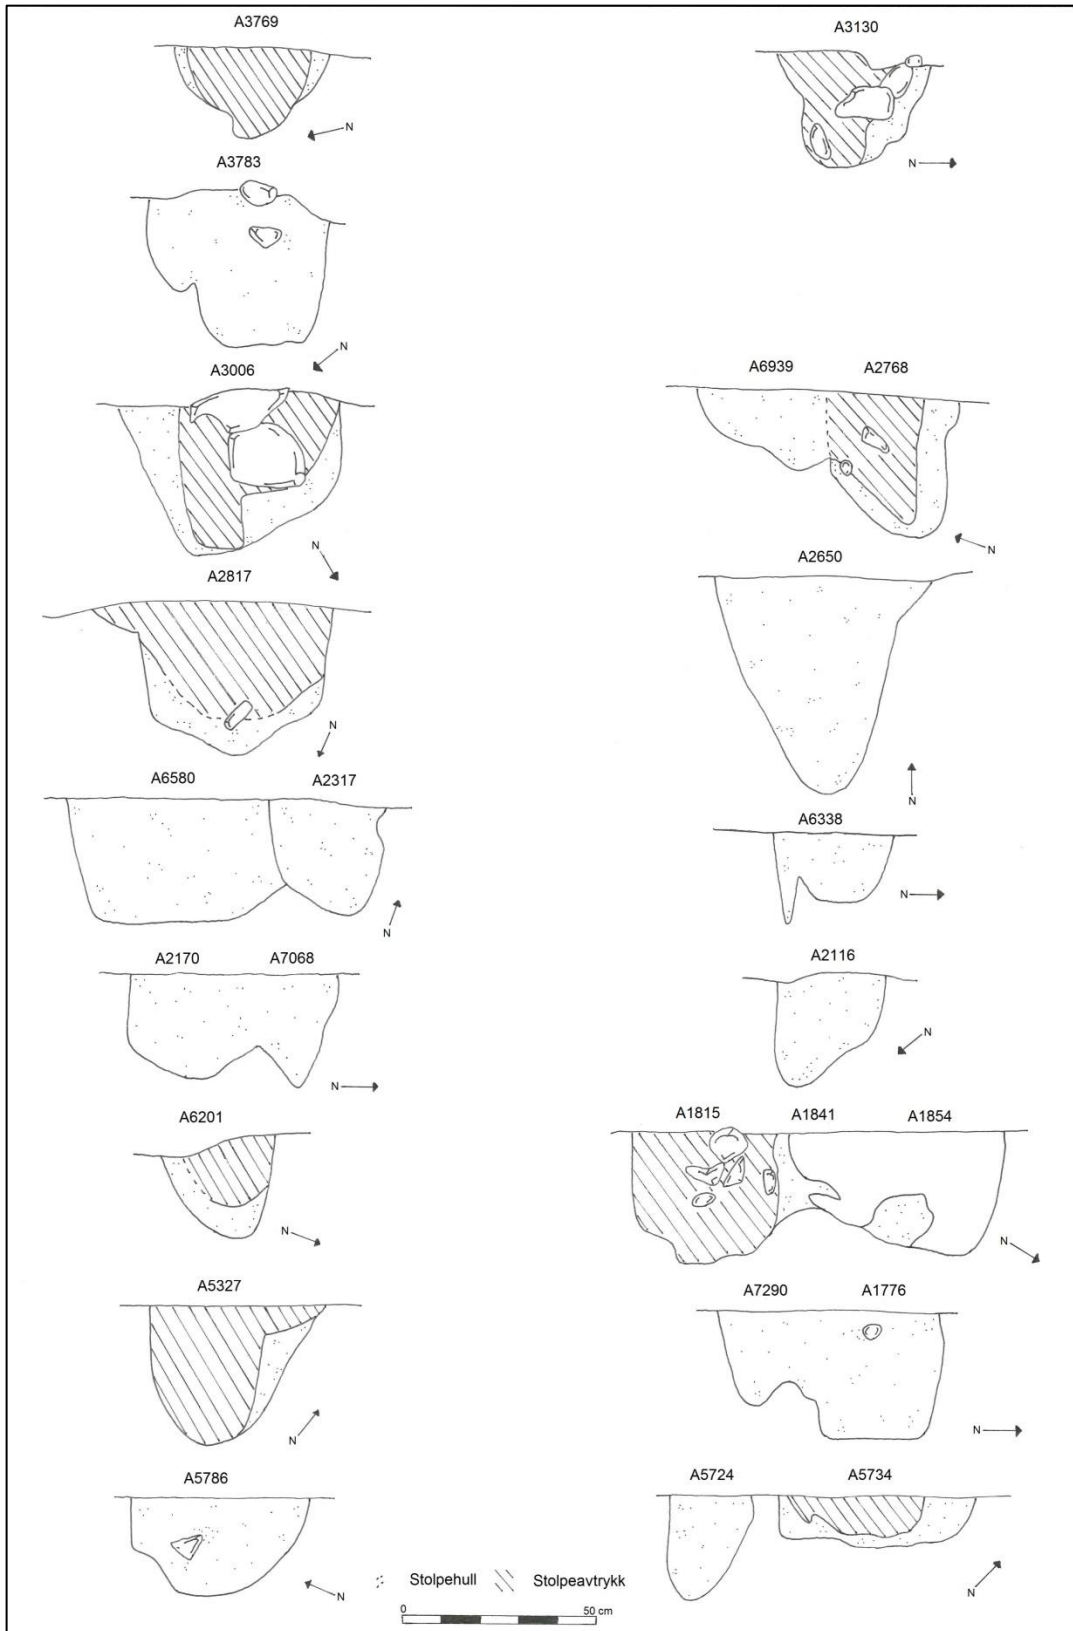 A3769
A3130
N
N
A3783
N
A3006
A6939 A2768
N
N
A2817
A2650
N
N
A6580 A2317
A6338
N
N
A2170 A7068
A2116
N
N
A6201
A1815 A1841 A1854
N
N
A5327
A7290 A1776
N
N
A5786
A5724 A5734
N
N
Stolpehull Stolpeavtrykk
0 50 cm